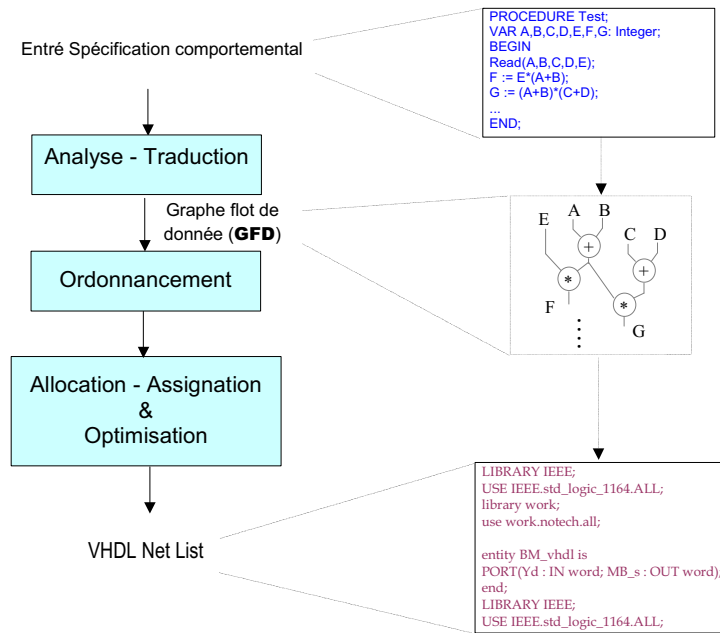 Entré Spécification comportemental
Analyse - Traduction
Graphe flot de
donnée (GFD)
Ordonnancement
Allocation - Assignation
&
Optimisation
VHDL Net List
PROCEDURE Test;
VAR A,B,C,D,E,F,G: Integer;
BEGIN
Read(A,B,C,D,E);
F := E*(A+B);
G := (A+B)*(C+D);
...
END;
A B
E
C D
+
+
*
*
F
G
LIBRARY IEEE;
USE IEEE.std_logic_1164.ALL;
library work;
use work.notech.all;
entity BM_vhdl is
PORT(Yd : IN word; MB_s : OUT word);
end;
LIBRARY IEEE;
USE IEEE.std_logic_1164.ALL;